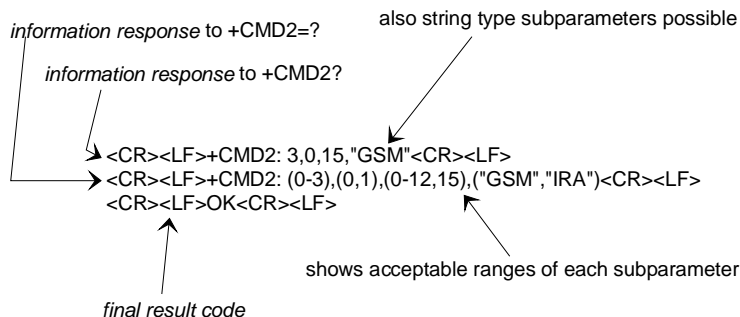 also string type subparameters possible
information response to +CMD2=?
information response to +CMD2?
<CR><LF>+CMD2: 3,0,15,"GSM"<CR><LF>
<CR><LF>+CMD2: (0-3),(0,1),(0-12,15),("GSM","IRA")<CR><LF>
<CR><LF>OK<CR><LF>
shows acceptable ranges of each subparameter
final result code